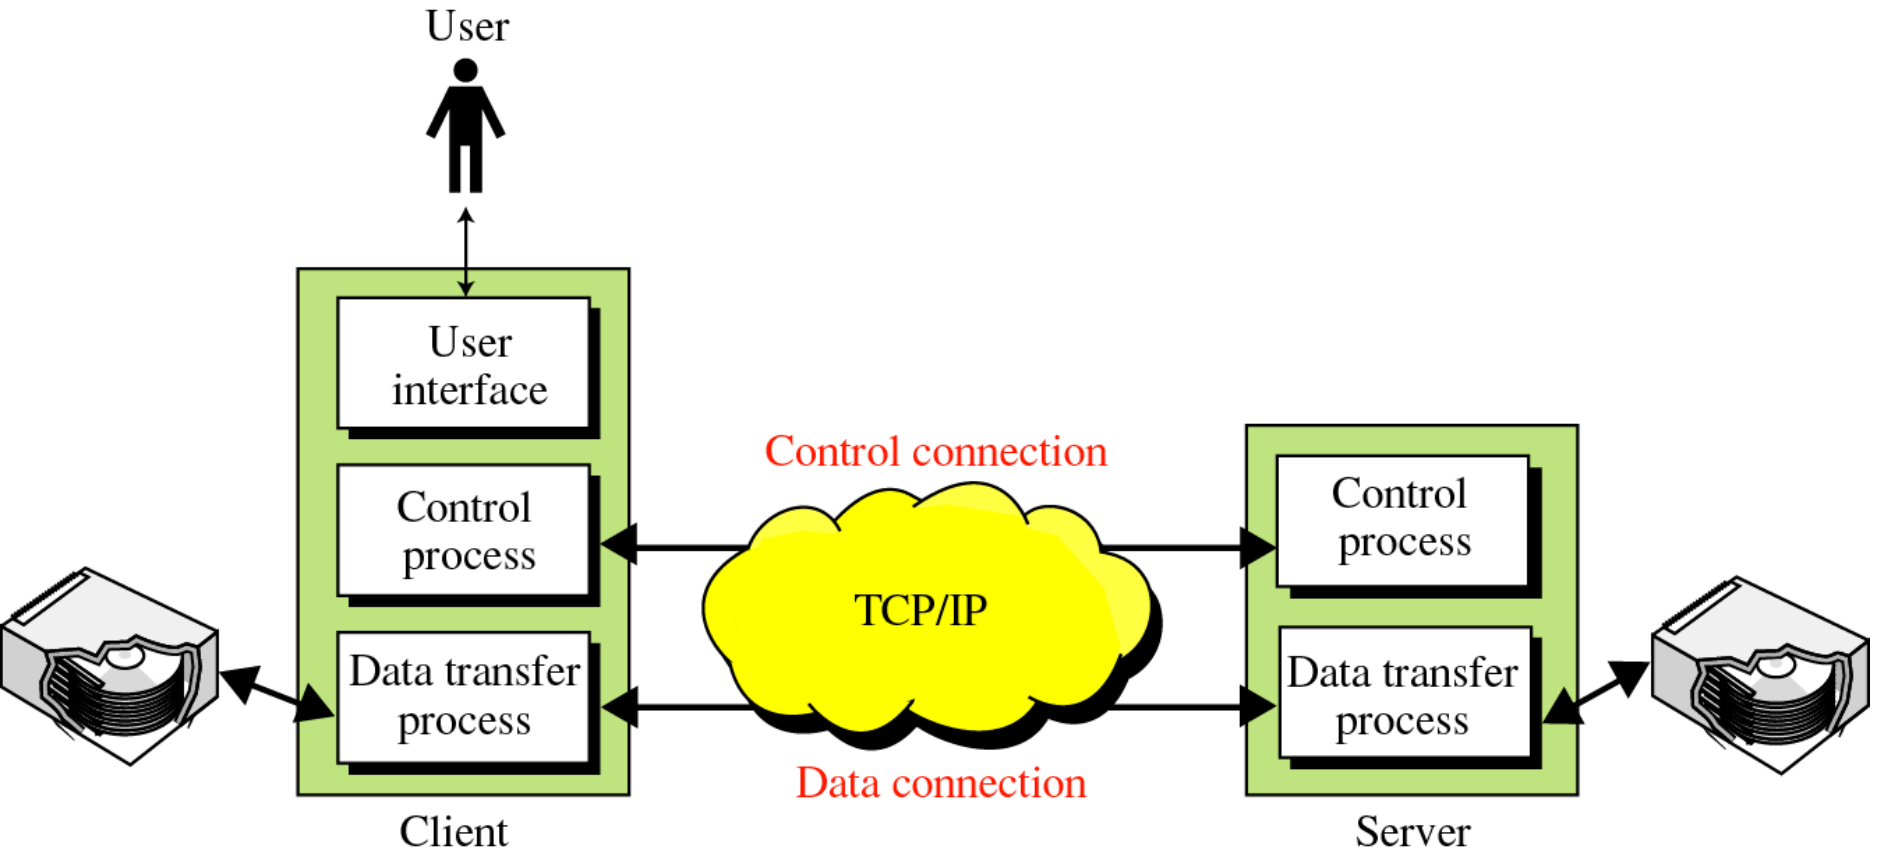 User
User
interface
Control
process
Data transfer
process
Client
Control connection
TCP/IP
Data connection
Control
process
Data transfer
process
Server